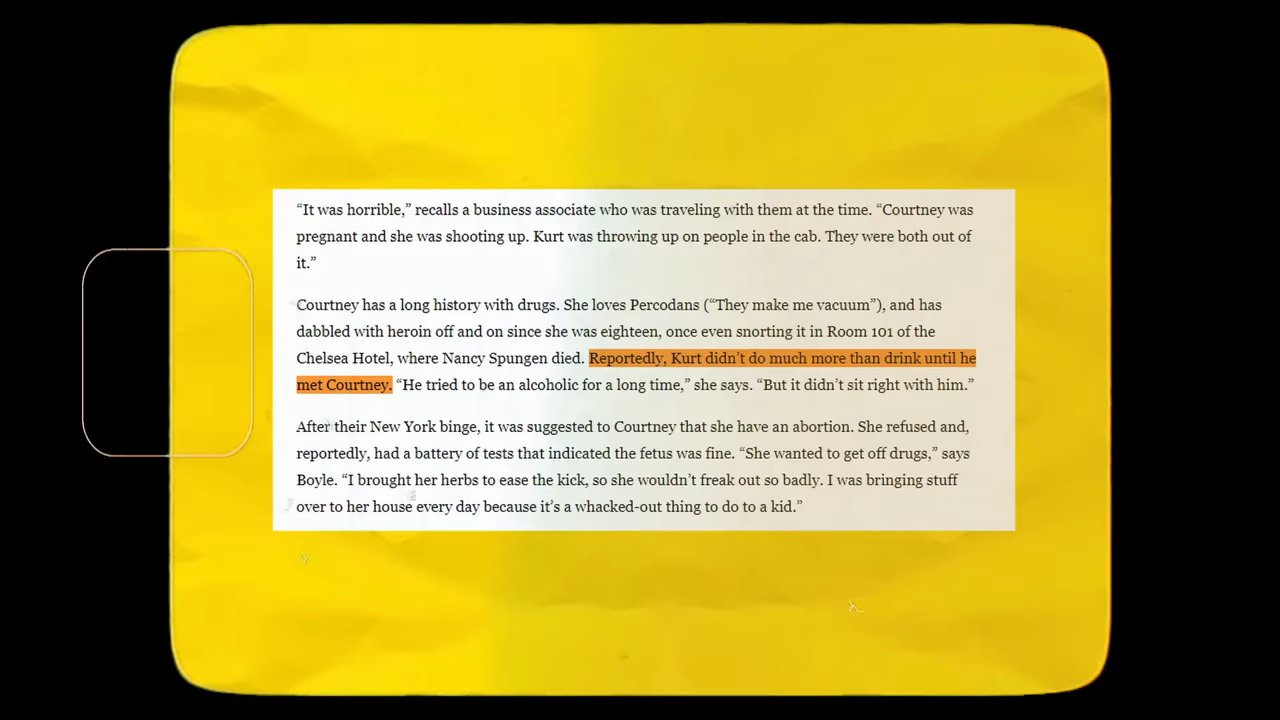 “It was horrible,” recalls a business associate who was traveling with them at the time. “Courtney was
pregnant and she was shooting up. Kurt was throwing up on people in the cab. They were both out of
it.”
Courtney has a long history with drugs. She loves Percodans (“They make me vacuum”), and has
dabbled with heroin off and on since she was eighteen, once even snorting it in Room 101 of the
Chelsea Hotel, where Nancy Spungen died. Reportedly, Kurt didn’t do much more than drink until he
met Courtney. “He tried to be an alcoholic for a long time,” she says. “But it didn’t sit right with him.”
After their New York binge, it was suggested to Courtney that she have an abortion. She refused and,
reportedly, had a battery of tests that indicated the fetus was fine. “She wanted to get off drugs,” says
Boyle. “I brought her herbs to ease the kick, so she wouldn’t freak out so badly. I was bringing stuff
over to her house every day because it’s a whacked-out thing to do to a kid.”